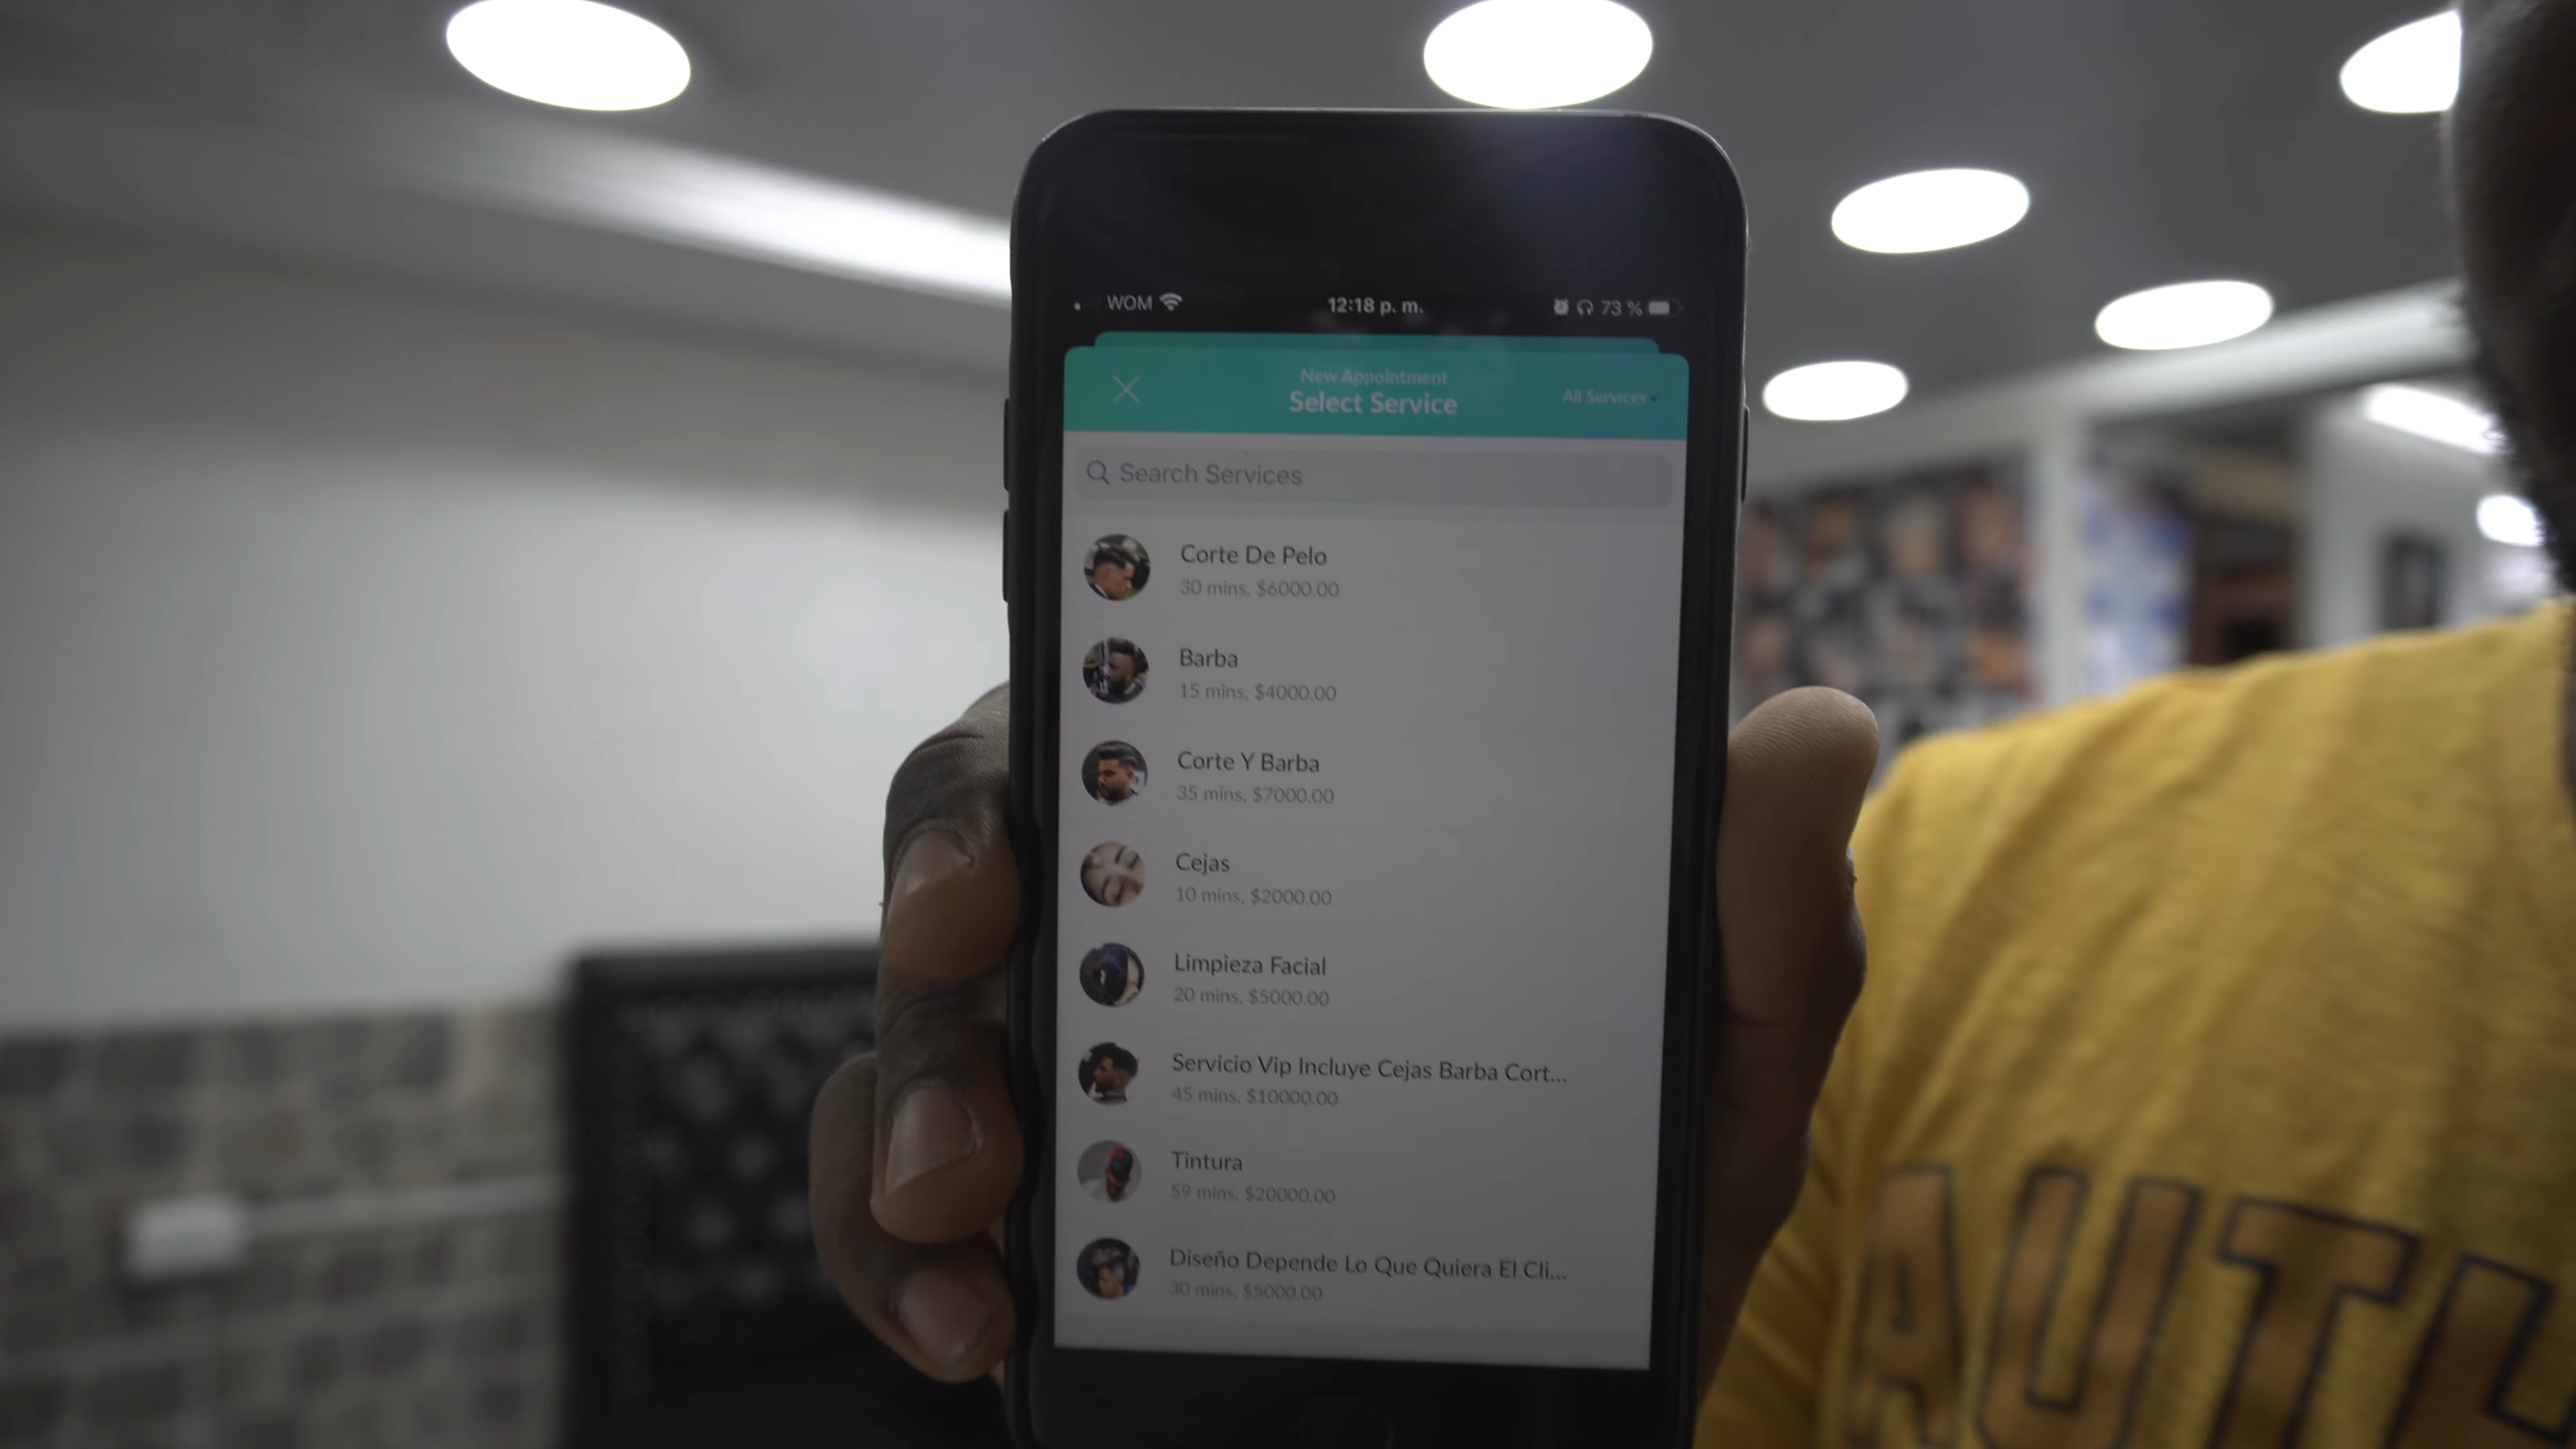 WOM 12:18 p. m. 73 %
New Appointment
Select Service
All Services
Search Services
Corte De Pelo
30 mins, $6000.00
Barba
15 mins, $4000.00
Corte Y Barba
35 mins, $7000.00
Cejas
10 mins, $2000.00
Limpieza Facial
20 mins, $5000.00
Servicio Vip Incluye Cejas Barba Cort...
45 mins, $10000.00
Tintura
59 mins, $20000.00
Diseño Depende Lo Que Quiera El Cli...
30 mins, $5000.00
AUTH